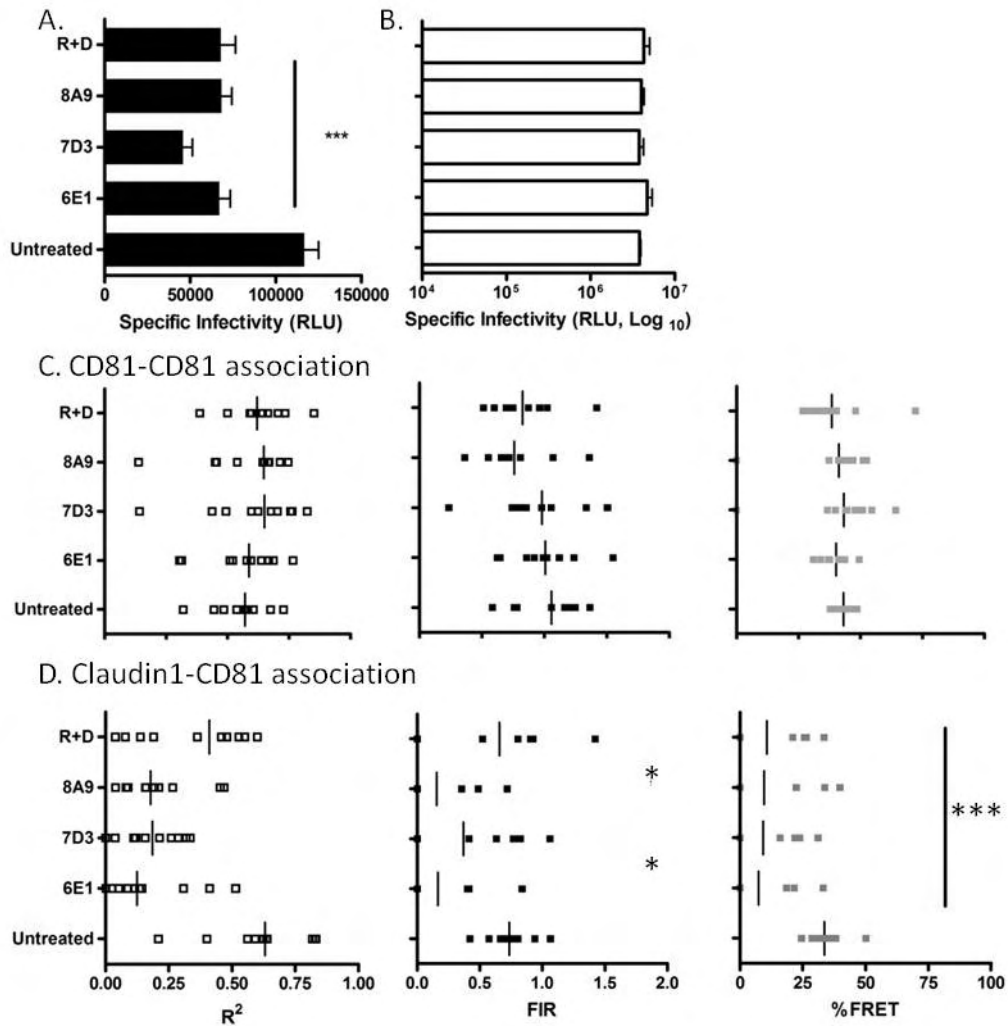 A.
R+D
8A9
7D3
6E1
Untreated
***
0 50000 100000 150000
Specific Infectivity (RLU)
B.
10^4 10^5 10^6 10^7
Specific Infectivity (RLU, Log 10)
C. CD81-CD81 association
R+D
8A9
7D3
6E1
Untreated
D. Claudin1-CD81 association
R+D
8A9
7D3
6E1
Untreated
0.00 0.25 0.50 0.75 1.00
R^2
*
*
0.0 0.5 1.0 1.5 2.0
FIR
***
0 25 50 75 100
%FRET